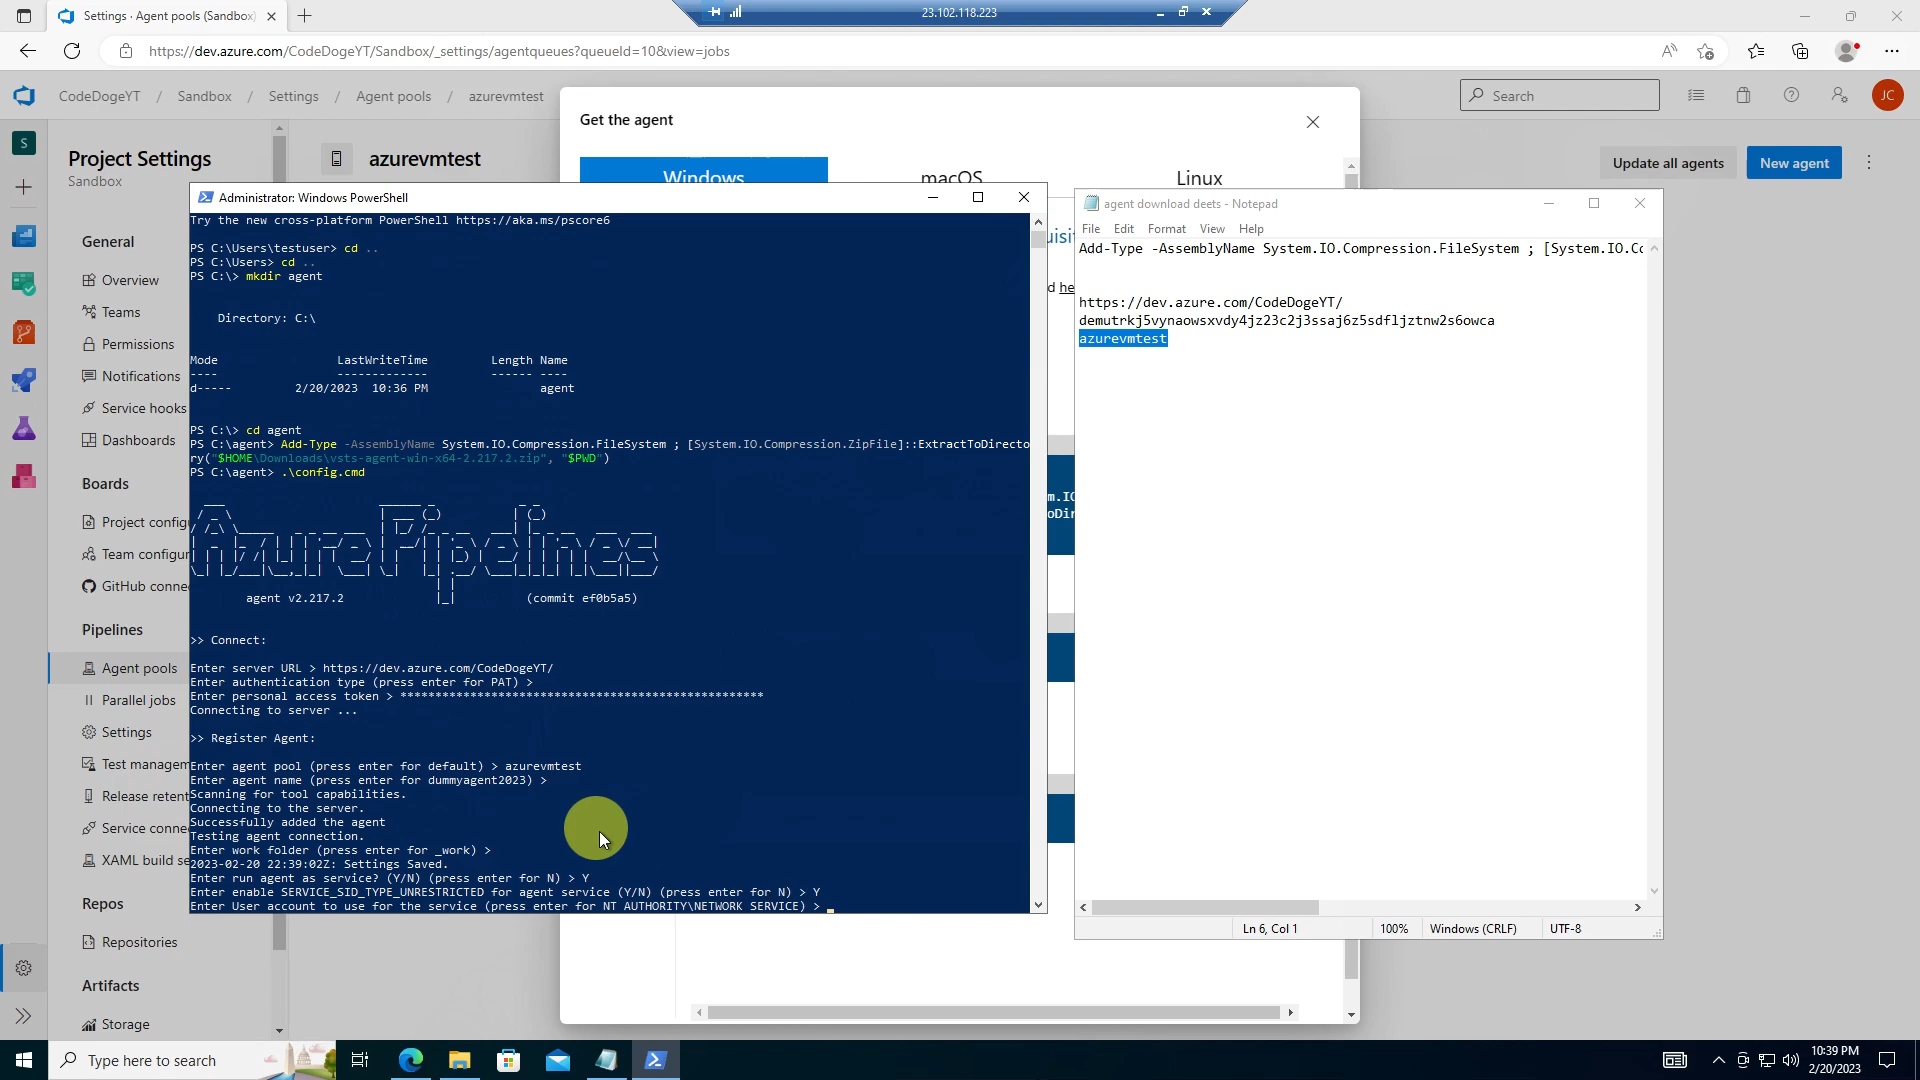 Settings · Agent pools (Sandbox)
23.102.118.223
https://dev.azure.com/CodeDogeYT/Sandbox/_settings/agentqueues?queueId=10&view=jobs
CodeDogeYT / Sandbox / Settings / Agent pools / azurevmtest
Search
JC
S
Project Settings
Sandbox
azurevmtest
Update all agents
New agent
Get the agent
Windows
macOS
Linux
General
Overview
Teams
Permissions
Notifications
Service hooks
Dashboards
Boards
Project config
Team configur
GitHub conne
Pipelines
Agent pools
Parallel jobs
Settings
Test managem
Release retent
Service conne
XAML build se
Repos
Repositories
Artifacts
Storage
Administrator: Windows PowerShell
Try the new cross-platform PowerShell https://aka.ms/pscore6
PS C:\Users\testuser> cd ..
PS C:\Users> cd ..
PS C:\> mkdir agent
Directory: C:\
Mode LastWriteTime Length Name
---- ------------- ------ ----
d----- 2/20/2023 10:36 PM agent
PS C:\> cd agent
PS C:\agent> Add-Type -AssemblyName System.IO.Compression.FileSystem ; [System.IO.Compression.ZipFile]::ExtractToDirecto
ry("$HOME\Downloads\vsts-agent-win-x64-2.217.2.zip", "$PWD")
PS C:\agent> .\config.cmd
AzurePipelines
agent v2.217.2 (commit ef0b5a5)
>> Connect:
Enter server URL > https://dev.azure.com/CodeDogeYT/
Enter authentication type (press enter for PAT) >
Enter personal access token > ****************************************************
Connecting to server ...
>> Register Agent:
Enter agent pool (press enter for default) > azurevmtest
Enter agent name (press enter for dummyagent2023) >
Scanning for tool capabilities.
Connecting to the server.
Successfully added the agent
Testing agent connection.
Enter work folder (press enter for _work) >
2023-02-20 22:39:02Z: Settings Saved.
Enter run agent as service? (Y/N) (press enter for N) > Y
Enter enable SERVICE_SID_TYPE_UNRESTRICTED for agent service (Y/N) (press enter for N) > Y
Enter User account to use for the service (press enter for NT AUTHORITY\NETWORK SERVICE) >
uisit
d he
m.IO
oDir
agent download deets - Notepad
File Edit Format View Help
Add-Type -AssemblyName System.IO.Compression.FileSystem ; [System.IO.Co
https://dev.azure.com/CodeDogeYT/
demutrkj5vynaowsxvdy4jz23c2j3ssaj6z5sdfljztnw2s6owca
azurevmtest
Ln 6, Col 1
100%
Windows (CRLF)
UTF-8
Type here to search
10:39 PM
2/20/2023